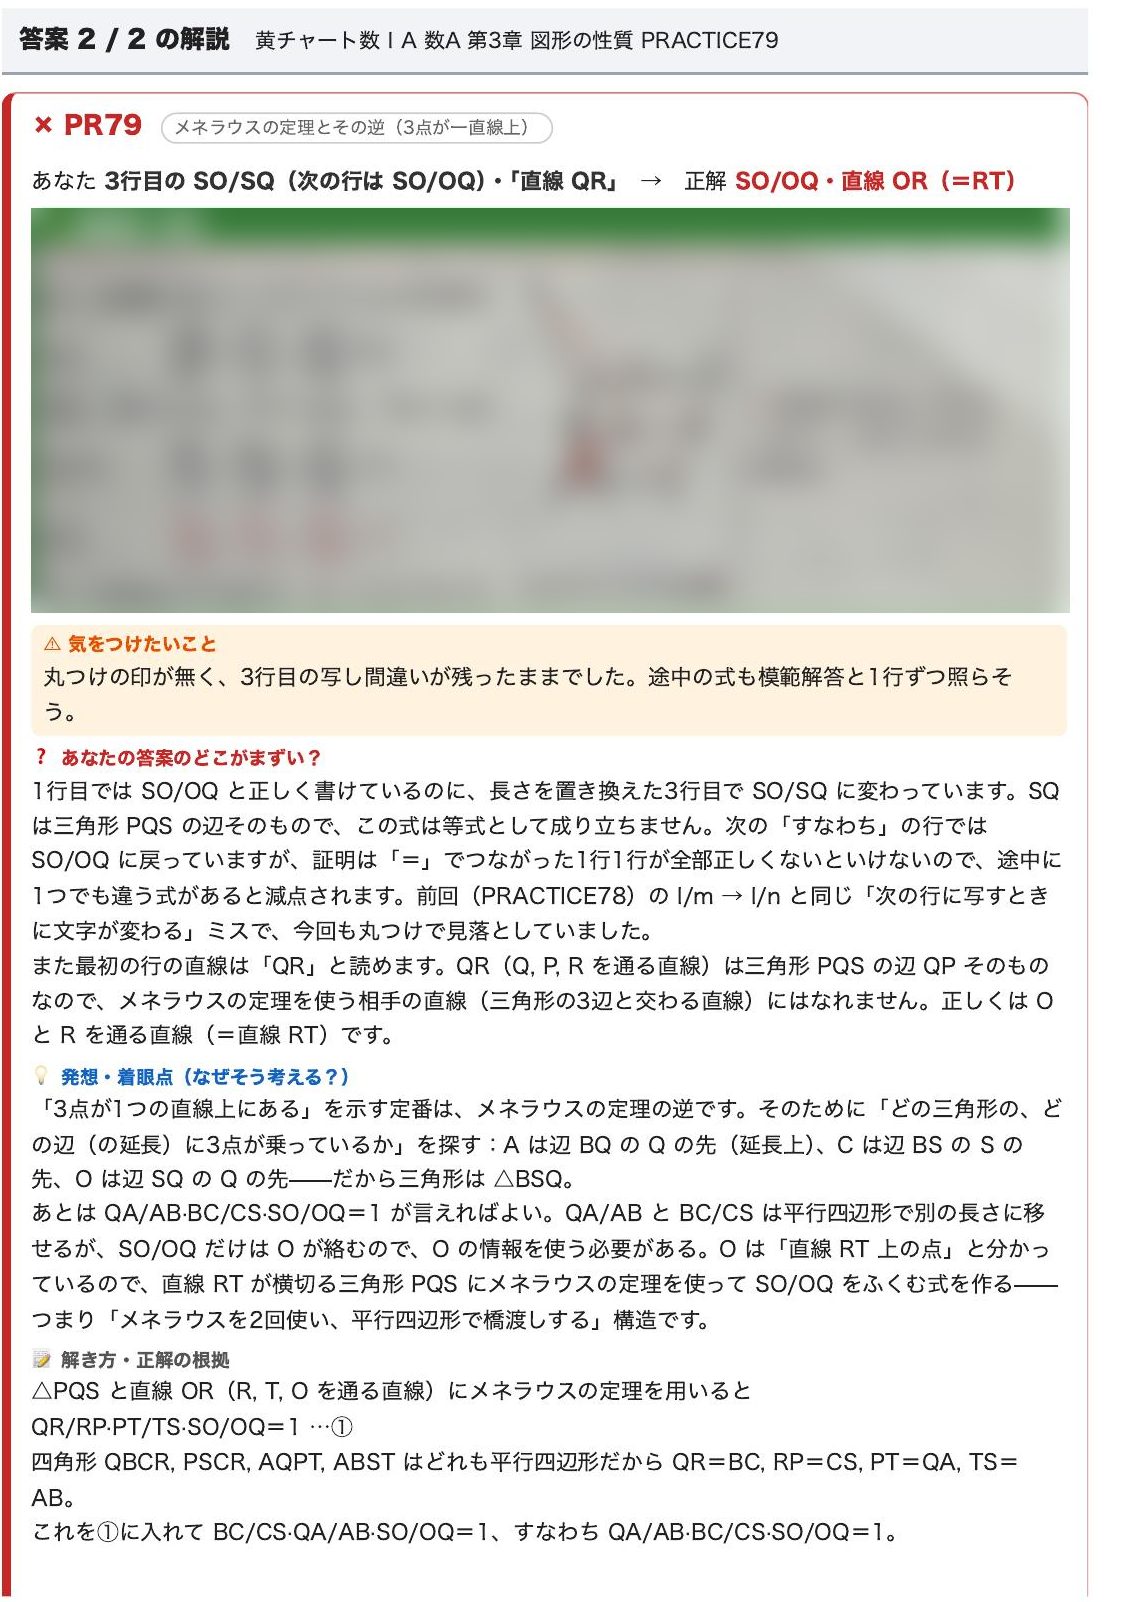 答案 2 / 2 の解説 黄チャート数ⅠA 数A 第3章 図形の性質 PRACTICE79
× PR79 メネラウスの定理とその逆（3点が一直線上）
あなた 3行目の SO/SQ（次の行は SO/OQ）・「直線 QR」 → 正解 SO/OQ・直線 OR（＝RT）
⚠ 気をつけたいこと
丸つけの印が無く、3行目の写し間違いが残ったままでした。途中の式も模範解答と1行ずつ照らそ
う。
? あなたの答案のどこがまずい？
1行目では SO/OQ と正しく書けているのに、長さを置き換えた3行目で SO/SQ に変わっています。SQ
は三角形 PQS の辺そのもので、この式は等式として成り立ちません。次の「すなわち」の行では
SO/OQ に戻っていますが、証明は「＝」でつながった1行1行が全部正しくないといけないので、途中に
1つでも違う式があると減点されます。前回（PRACTICE78）の l/m → l/n と同じ「次の行に写すとき
に文字が変わる」ミスで、今回も丸つけで見落としていました。
また最初の行の直線は「QR」と読めます。QR（Q, P, R を通る直線）は三角形 PQS の辺 QP そのもの
なので、メネラウスの定理を使う相手の直線（三角形の3辺と交わる直線）にはなれません。正しくは O
と R を通る直線（＝直線 RT）です。
💡 発想・着眼点（なぜそう考える？）
「3点が1つの直線上にある」を示す定番は、メネラウスの定理の逆です。そのために「どの三角形の、ど
の辺（の延長）に3点が乗っているか」を探す：A は辺 BQ の Q の先（延長上）、C は辺 BS の S の
先、O は辺 SQ の Q の先――だから三角形は △BSQ。
あとは QA/AB·BC/CS·SO/OQ＝1 が言えればよい。QA/AB と BC/CS は平行四辺形で別の長さに移
せるが、SO/OQ だけは O が絡むので、O の情報を使う必要がある。O は「直線 RT 上の点」と分かっ
ているので、直線 RT が横切る三角形 PQS にメネラウスの定理を使って SO/OQ をふくむ式を作る――
つまり「メネラウスを2回使い、平行四辺形で橋渡しする」構造です。
📝 解き方・正解の根拠
△PQS と直線 OR（R, T, O を通る直線）にメネラウスの定理を用いると
QR/RP·PT/TS·SO/OQ＝1 …①
四角形 QBCR, PSCR, AQPT, ABST はどれも平行四辺形だから QR＝BC, RP＝CS, PT＝QA, TS＝
AB。
これを①に入れて BC/CS·QA/AB·SO/OQ＝1、すなわち QA/AB·BC/CS·SO/OQ＝1。